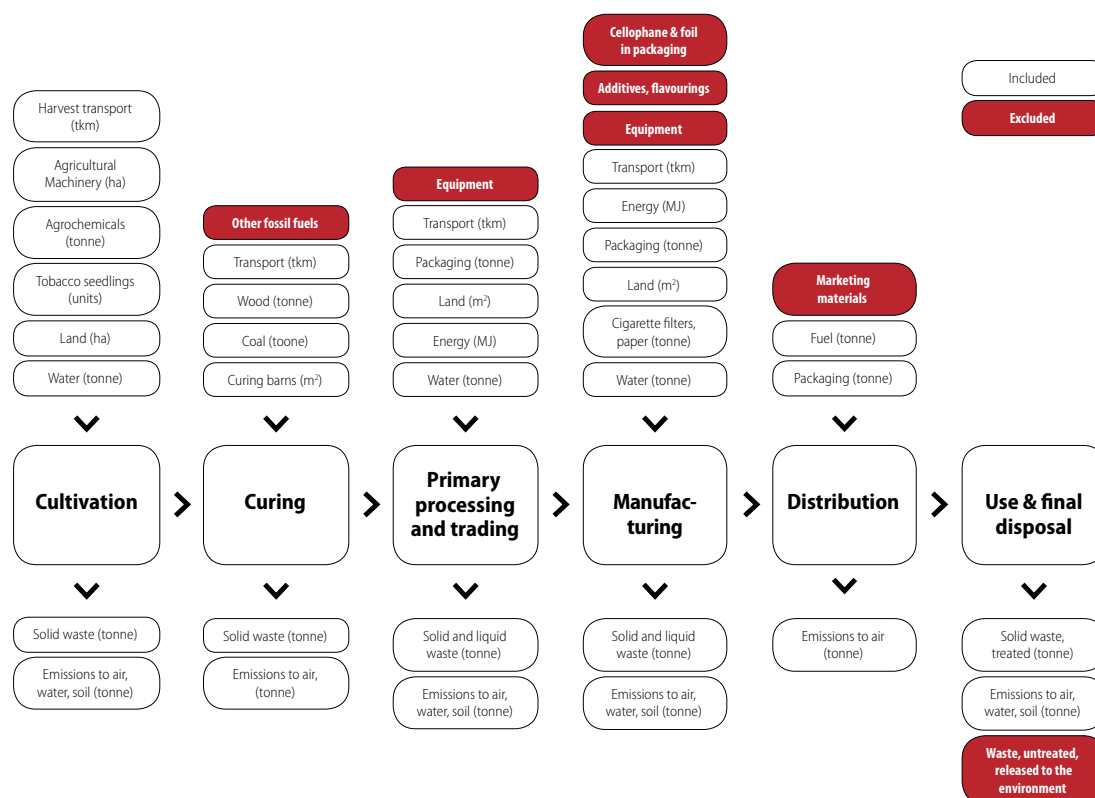 Harvest transport
(tkm)
Agricultural
Machinery (ha)
Agrochemicals
(tonne)
Tobacco seedlings
(units)
Land (ha)
Water (tonne)
Other fossil fuels
Transport (tkm)
Wood (tonne)
Coal (toone)
Curing barns (m²)
Equipment
Transport (tkm)
Packaging (tonne)
Land (m²)
Energy (MJ)
Water (tonne)
Cellophane & foil
in packaging
Additives, flavourings
Equipment
Transport (tkm)
Energy (MJ)
Packaging (tonne)
Land (m²)
Cigarette filters,
paper (tonne)
Water (tonne)
Marketing
materials
Fuel (tonne)
Packaging (tonne)
Included
Excluded
Cultivation
Curing
Primary
processing
and trading
Manufac-
turing
Distribution
Use & final
disposal
Solid waste (tonne)
Emissions to air,
water, soil (tonne)
Solid waste (tonne)
Emissions to air,
(tonne)
Solid and liquid
waste (tonne)
Emissions to air,
water, soil (tonne)
Solid and liquid
waste (tonne)
Emissions to air,
water, soil (tonne)
Emissions to air
(tonne)
Solid waste,
treated (tonne)
Emissions to air,
water, soil (tonne)
Waste, untreated,
released to the
environment